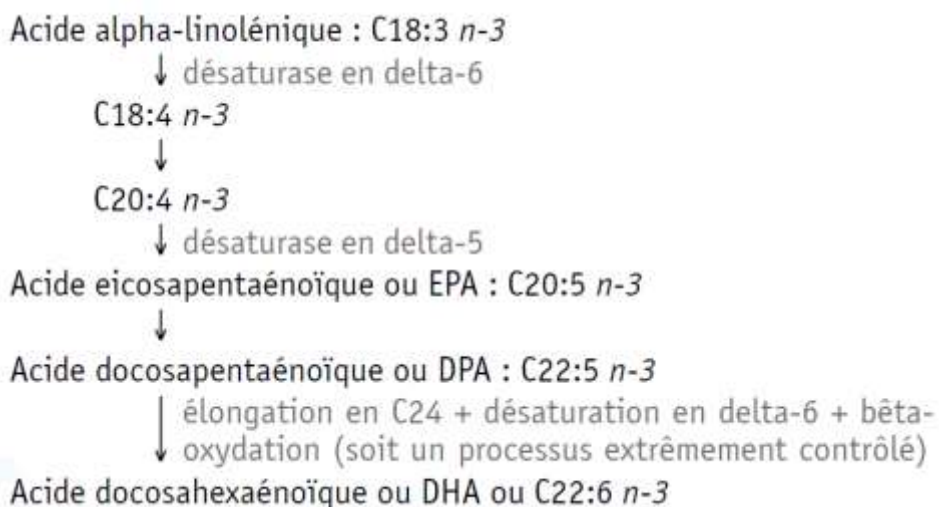 Acide alpha-linolénique : C18:3 n-3
↓ désaturase en delta-6
C18:4 n-3
↓
C20:4 n-3
↓ désaturase en delta-5
Acide eicosapentaénoïque ou EPA : C20:5 n-3
↓
Acide docosapentaénoïque ou DPA : C22:5 n-3
élongation en C24 + désaturation en delta-6 + bêta-
↓ oxydation (soit un processus extrêmement contrôlé)
Acide docosahexaénoïque ou DHA ou C22:6 n-3